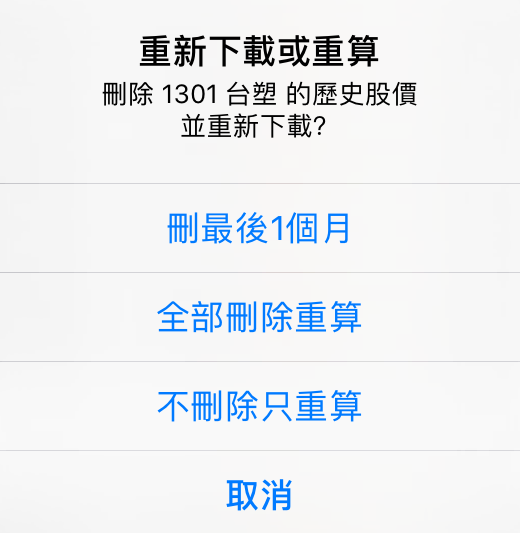 重新下載或重算
刪除 1301 台塑 的歷史股價
並重新下載?
刪最後1個月
全部刪除重算
不刪除只重算
取消